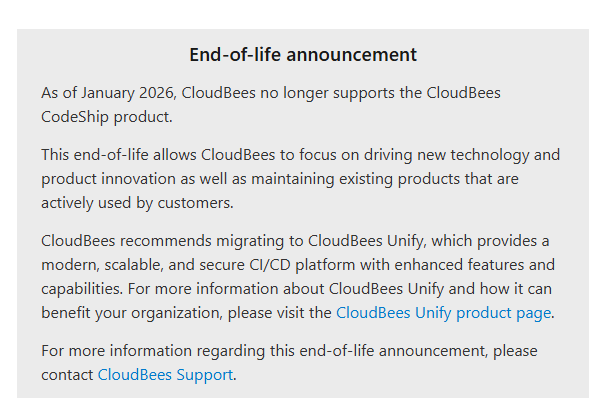 End-of-life announcement
As of January 2026, CloudBees no longer supports the CloudBees
CodeShip product.
This end-of-life allows CloudBees to focus on driving new technology and
product innovation as well as maintaining existing products that are
actively used by customers.
CloudBees recommends migrating to CloudBees Unify, which provides a
modern, scalable, and secure CI/CD platform with enhanced features and
capabilities. For more information about CloudBees Unify and how it can
benefit your organization, please visit the CloudBees Unify product page.
For more information regarding this end-of-life announcement, please
contact CloudBees Support.